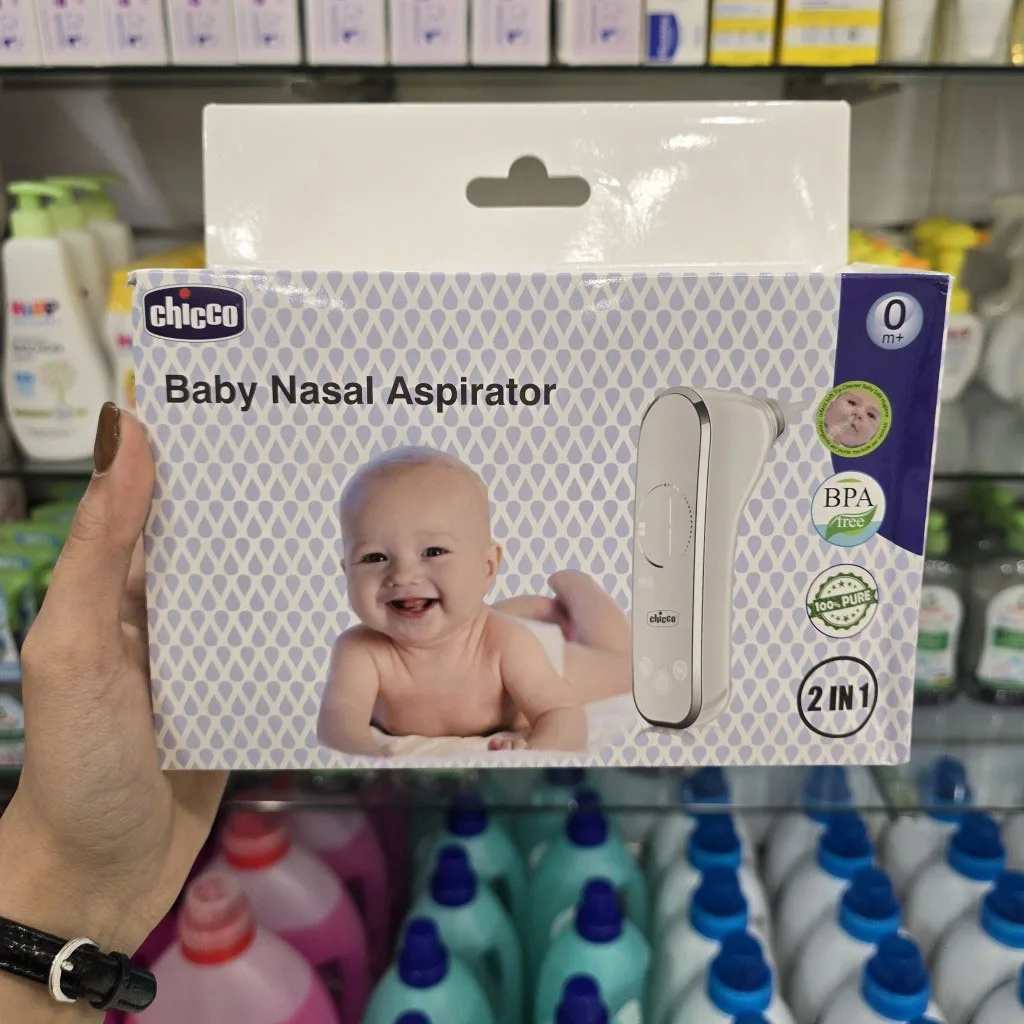 chicco
0
m+
Baby Nasal Aspirator
BPA
free
100% PURE
chicco
2 IN 1
HiPP